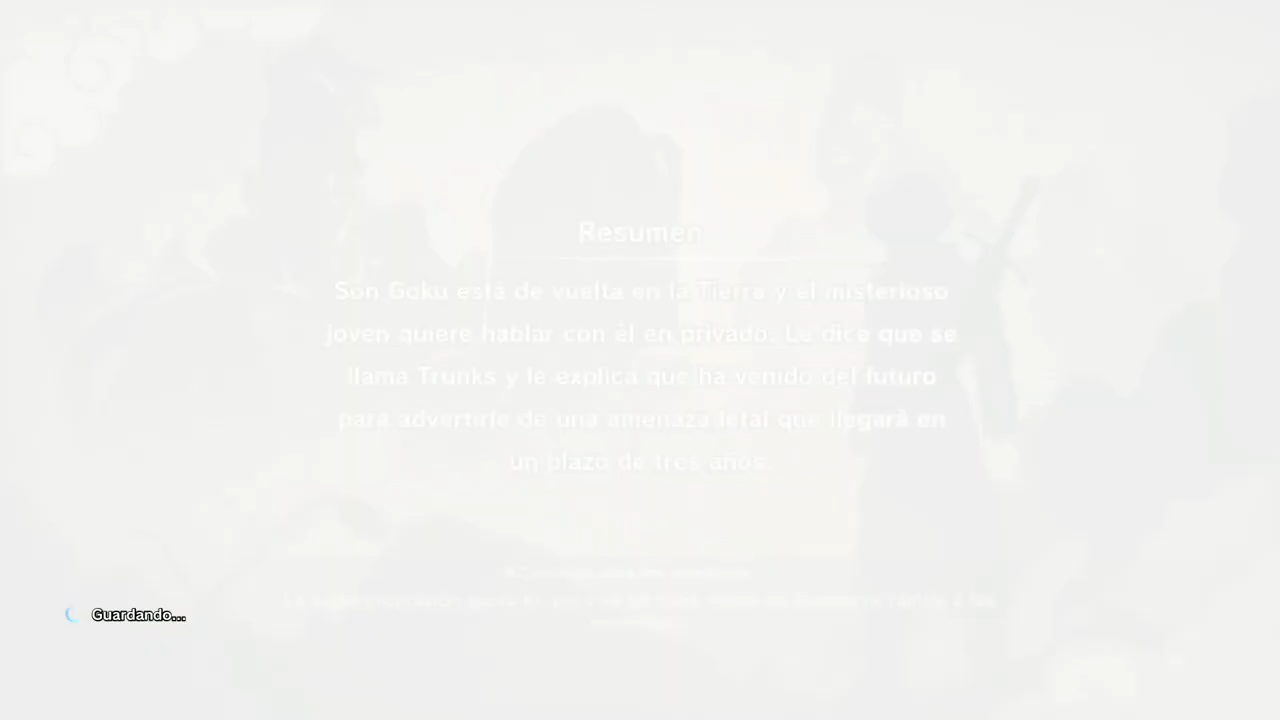 Resumen
Son Goku está de vuelta en la Tierra y el misterioso
joven quiere hablar con él en privado. Le dice que se
llama Trunks y le explica que ha venido del futuro
para advertirle de una amenaza letal que llegará en
un plazo de tres años.
Guardando...